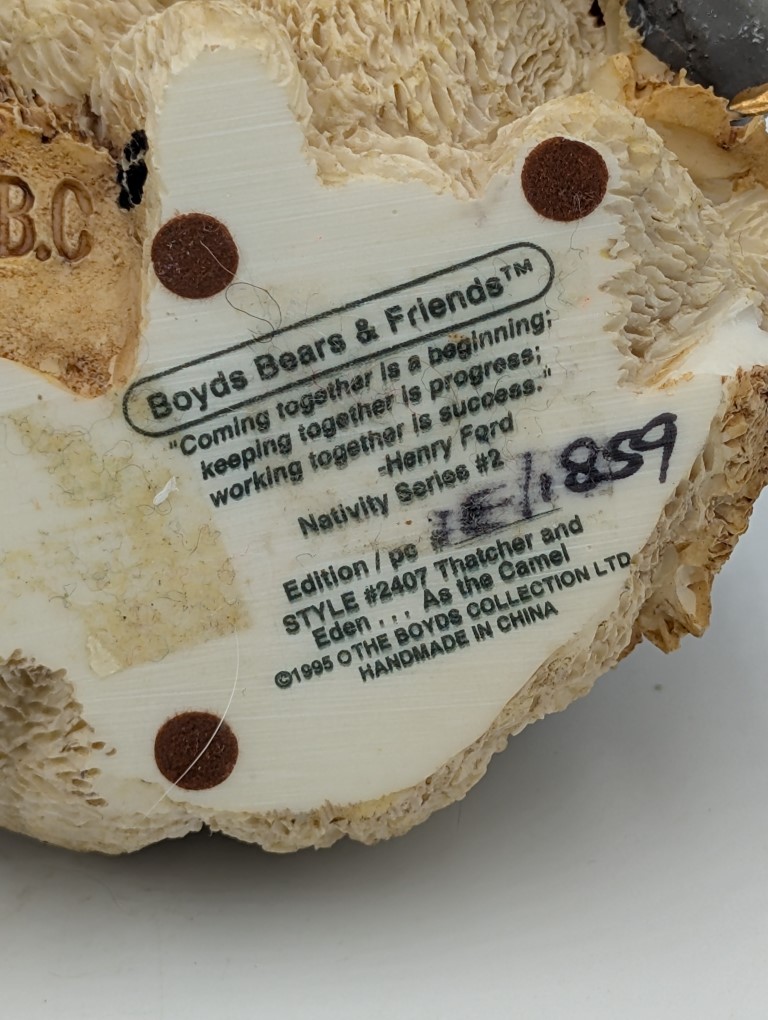 B.C
Boyds Bears & Friends™
"Coming together is a beginning;
keeping together is progress;
working together is success."
-Henry Ford
Nativity Series #2
Edition / pc 1E/1859
STYLE #2407 Thatcher and
Eden . . . As the Camel
©1995 OTHE BOYDS COLLECTION LTD
HANDMADE IN CHINA